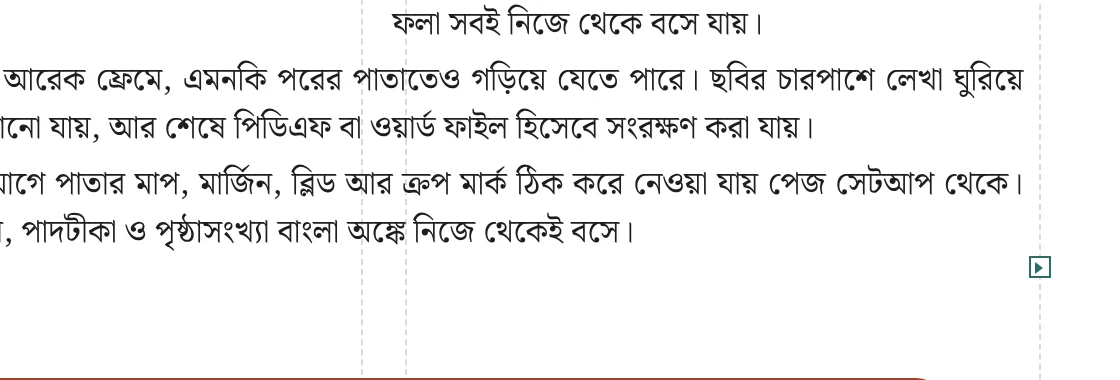 ফলা সবই নিজে থেকে বসে যায়।
আরেক ফ্রেমে, এমনকি পরের পাতাতেও গড়িয়ে যেতে পারে। ছবির চারপাশে লেখা ঘুরিয়ে
যায়, আর শেষে পিডিএফ বা ওয়ার্ড ফাইল হিসেবে সংরক্ষণ করা যায়।
পাতার মাপ, মার্জিন, ব্লিড আর ক্রপ মার্ক ঠিক করে নেওয়া যায় পেজ সেটআপ থেকে।
, পাদটীকা ও পৃষ্ঠাসংখ্যা বাংলা অঙ্কে নিজে থেকেই বসে।